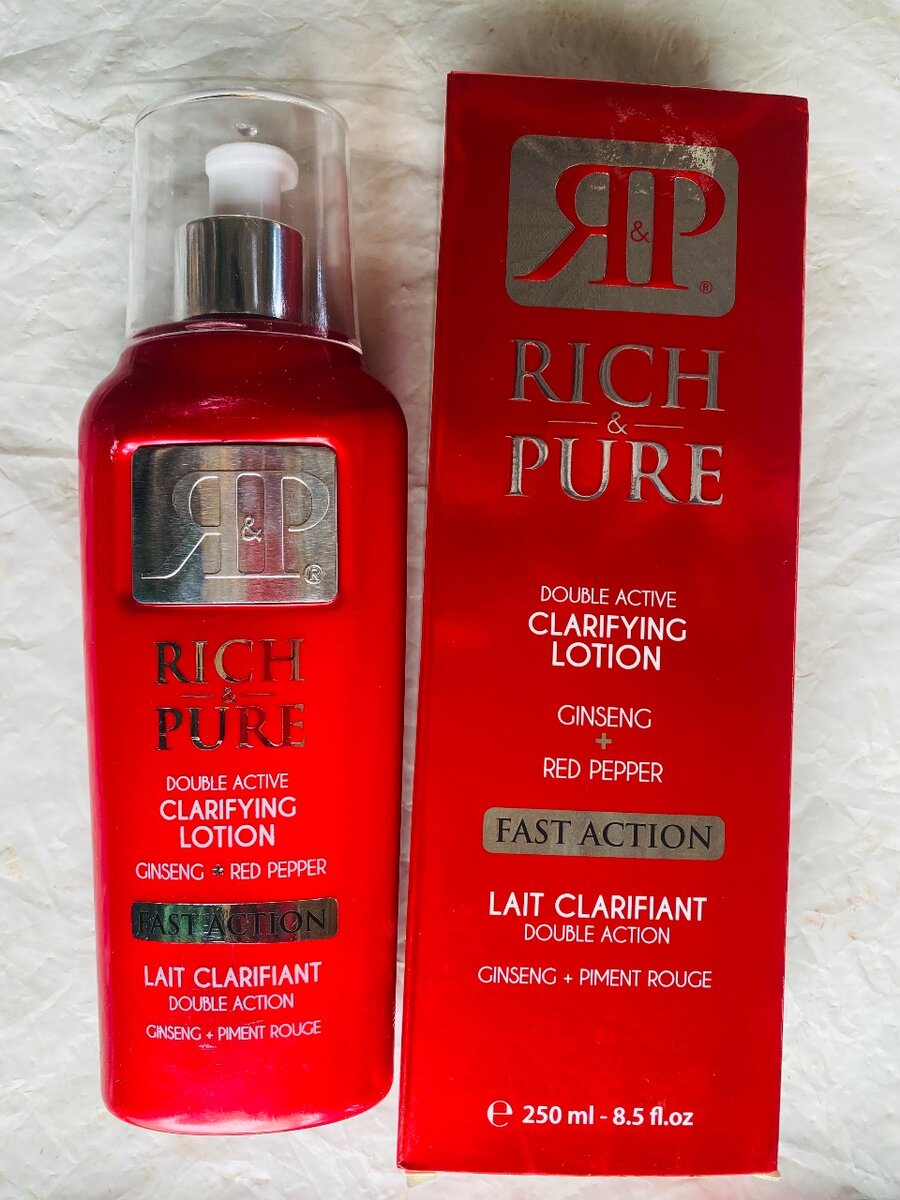 R&P
®
RICH
&
PURE
DOUBLE ACTIVE
CLARIFYING
LOTION
GINSENG + RED PEPPER
FAST ACTION
LAIT CLARIFIANT
DOUBLE ACTION
GINSENG + PIMENT ROUGE
R&P
®
RICH
&
PURE
DOUBLE ACTIVE
CLARIFYING
LOTION
GINSENG
+
RED PEPPER
FAST ACTION
LAIT CLARIFIANT
DOUBLE ACTION
GINSENG + PIMENT ROUGE
℮ 250 ml - 8.5 fl.oz